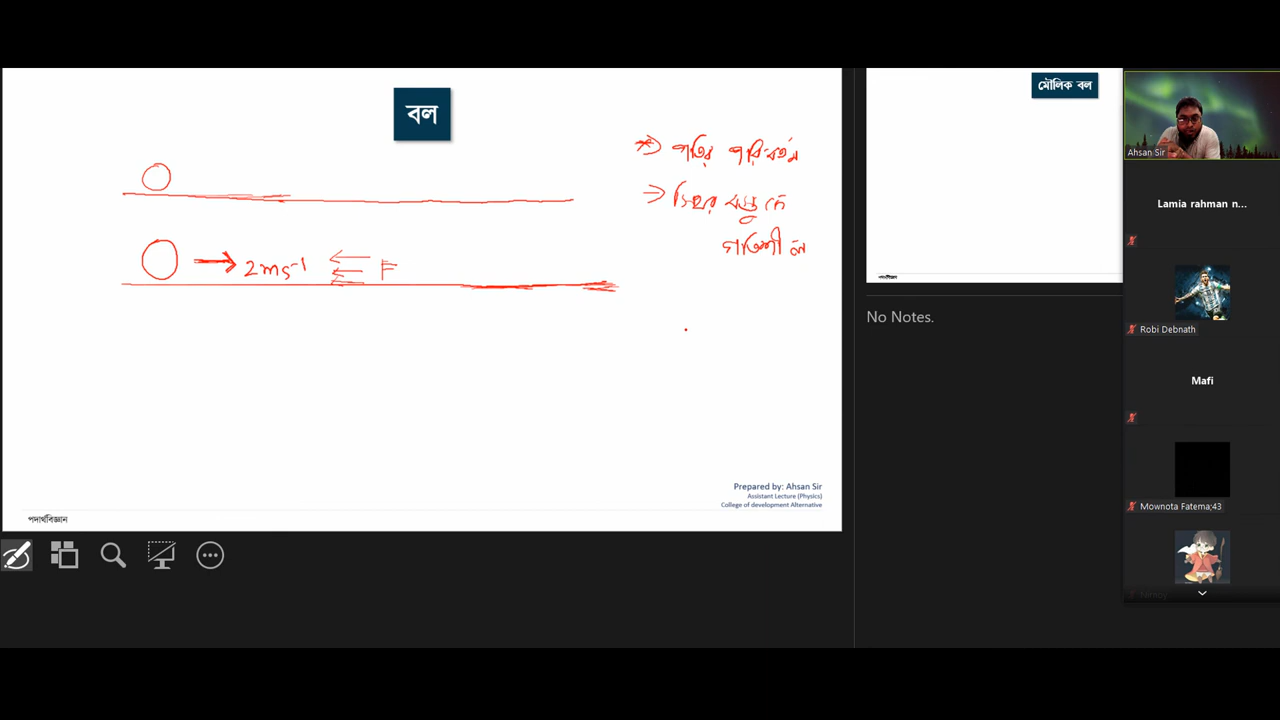 বল
গতির পরিবর্তন
স্থির বস্তু কে
গতিশীল
2ms⁻¹
F
Prepared by: Ahsan Sir
Assistant Lecture (Physics)
College of development Alternative
পদার্থবিজ্ঞান
মৌলিক বল
No Notes.
Ahsan Sir
Lamia rahman n...
Robi Debnath
Mafi
Mownota Fatema;43